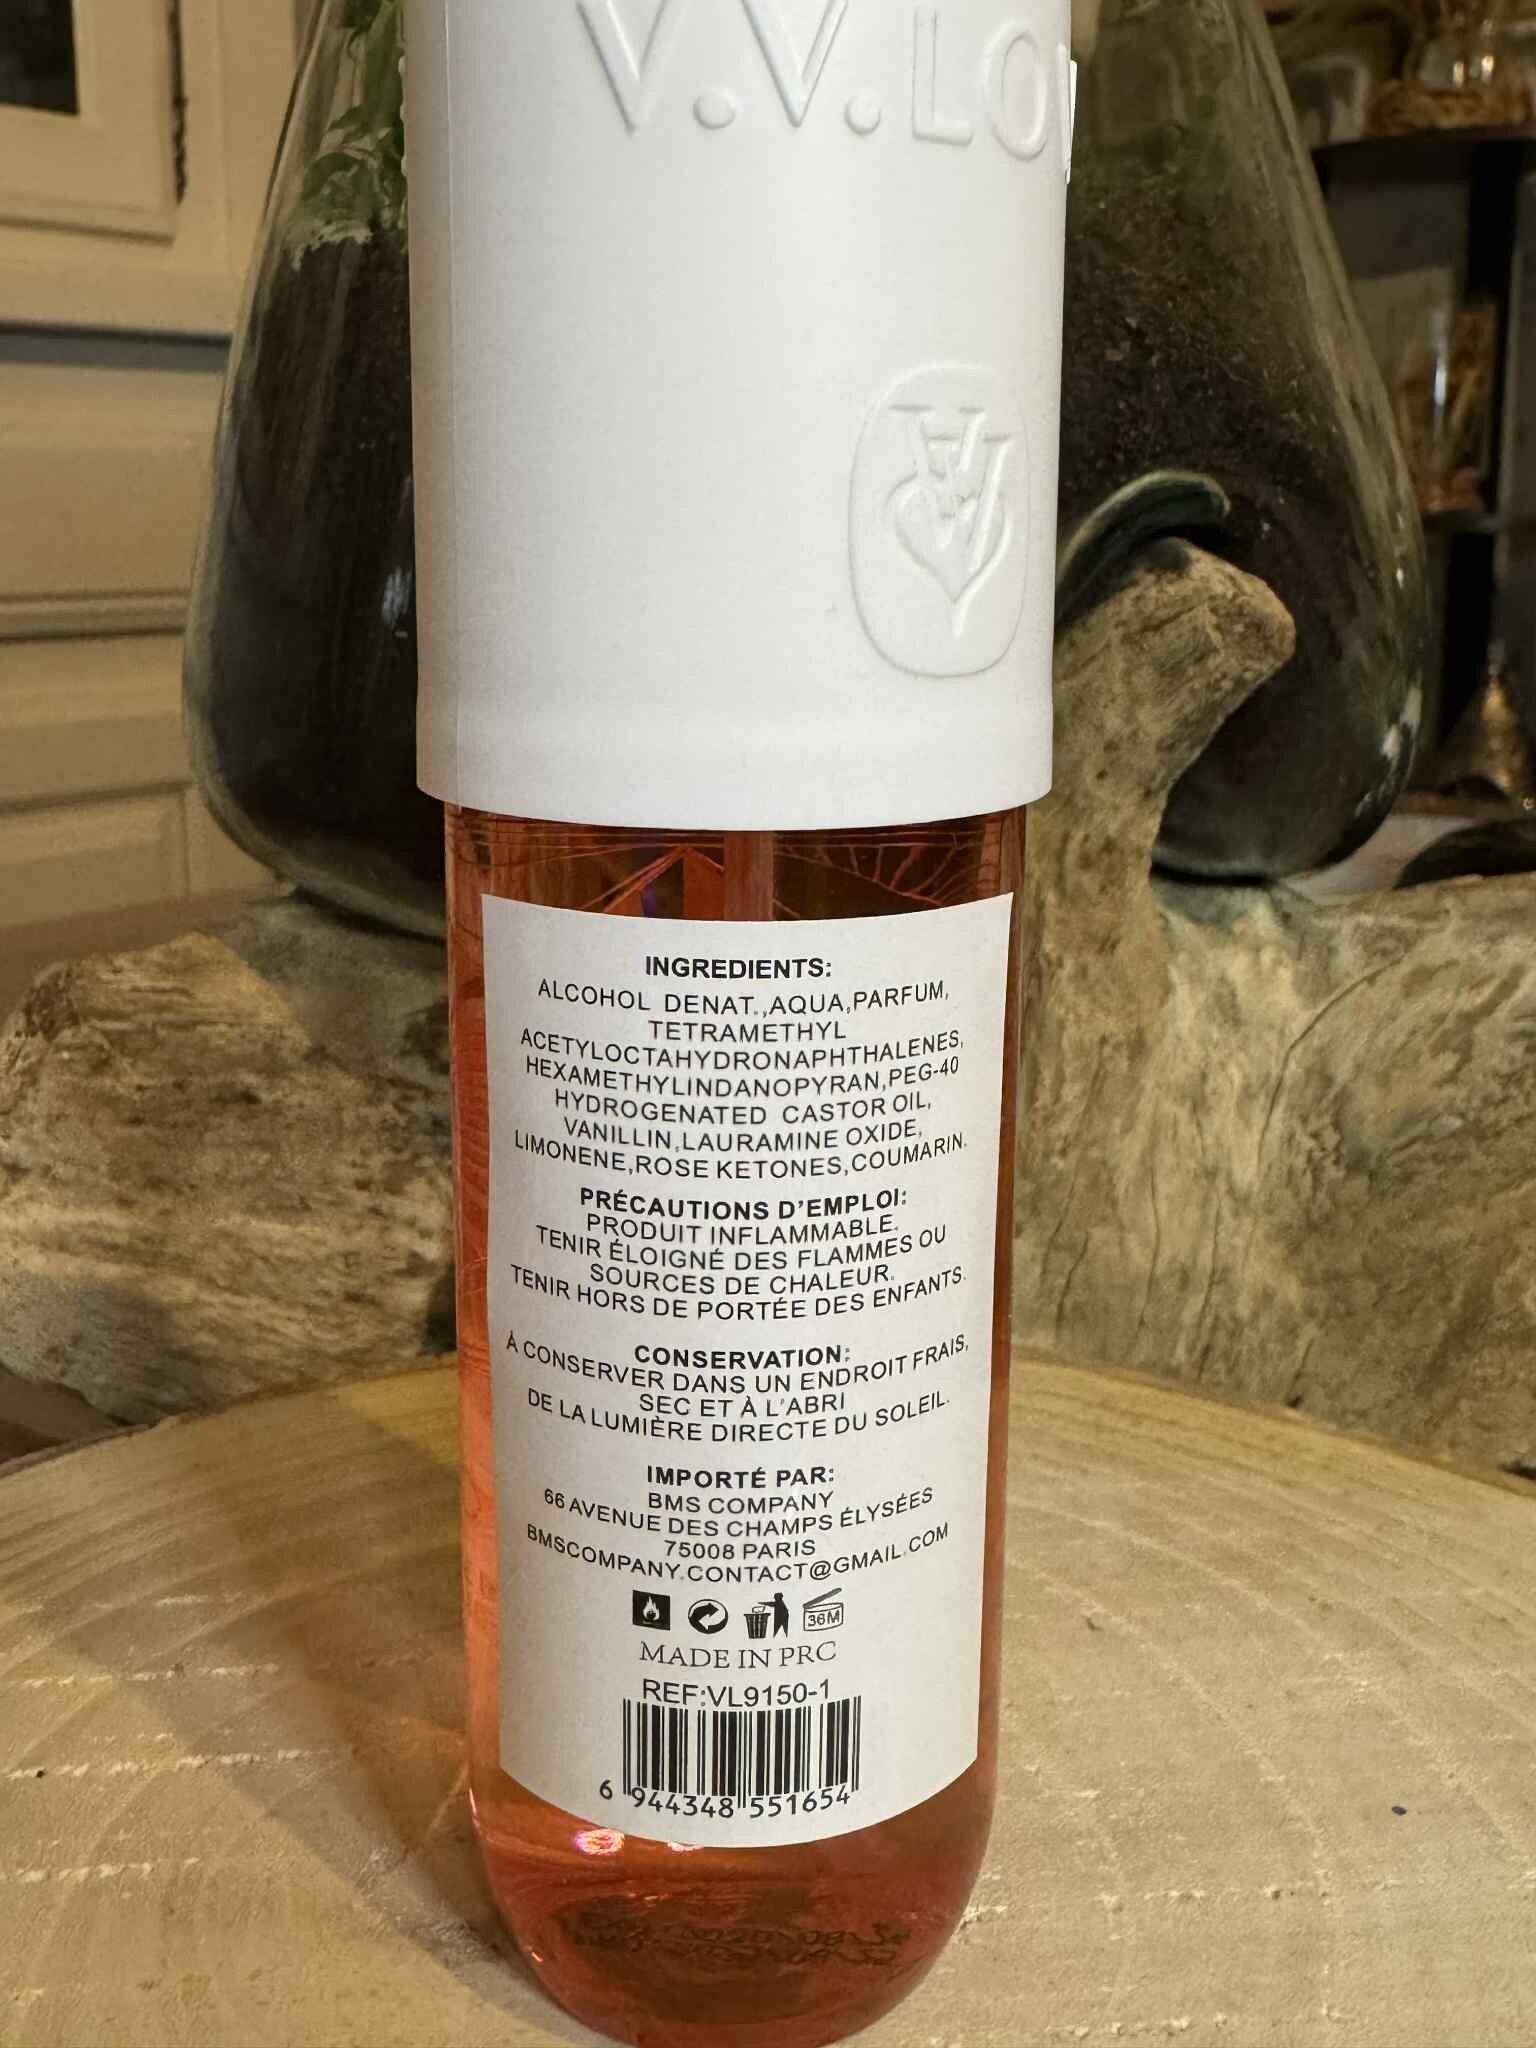 V.V.LOV
INGREDIENTS:
ALCOHOL DENAT.,AQUA,PARFUM,
TETRAMETHYL
ACETYLOCTAHYDRONAPHTHALENES,
HEXAMETHYLINDANOPYRAN,PEG-40
HYDROGENATED CASTOR OIL,
VANILLIN,LAURAMINE OXIDE,
LIMONENE,ROSE KETONES,COUMARIN.
PRÉCAUTIONS D'EMPLOI:
PRODUIT INFLAMMABLE.
TENIR ÉLOIGNÉ DES FLAMMES OU
SOURCES DE CHALEUR.
TENIR HORS DE PORTÉE DES ENFANTS.
CONSERVATION:
À CONSERVER DANS UN ENDROIT FRAIS,
SEC ET À L'ABRI
DE LA LUMIÈRE DIRECTE DU SOLEIL.
IMPORTÉ PAR:
BMS COMPANY
66 AVENUE DES CHAMPS ÉLYSÉES
75008 PARIS
BMSCOMPANY.CONTACT@GMAIL.COM
36M
MADE IN PRC
REF:VL9150-1
6 944348 551654